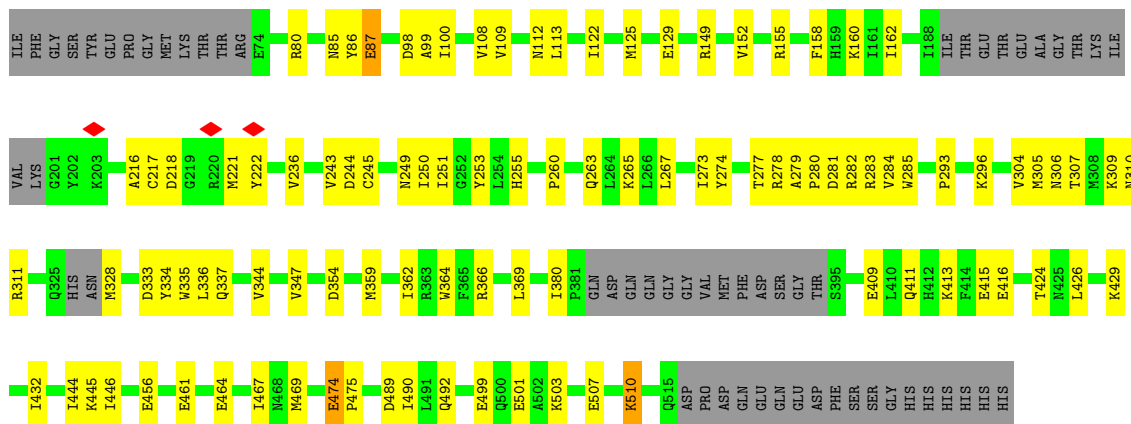 ILE PHE GLY SER TYR GLU PRO GLY MET LYS THR THR ARG E74 R80 N85 Y86 E87 D98 A99 I100 V108 V109 N112 L113 I122 M125 E129 R149 V152 R155 F158 H159 K160 I161 I162 I188 ILE THR GLU THR THR GLU ALA GLY THR LYS ILE
VAL LYS G201 Y202 K203 A216 C217 D218 G219 R220 M221 Y222 V236 V243 D244 C245 N249 I250 I251 G252 Y253 L254 H255 P260 Q263 L264 K265 L266 L267 I273 Y274 T277 R278 A279 P280 D281 R282 R283 V284 W285 P293 K296 V304 M305 N306 T307 M308 K309 N310
R311 Q325 HIS ASN M328 D333 Y334 W335 L336 Q337 V344 V347 D354 M359 I362 R363 W364 F365 R366 L369 I380 P381 GLN ASP GLN GLN GLY GLY VAL MET PHE ASP SER GLY THR S395 E409 L410 Q411 H412 K413 F414 E415 E416 T424 N425 L426 K429
I432 I444 K445 I446 E456 E461 E464 I467 N468 M469 E474 P475 D489 I490 L491 Q492 E499 Q500 E501 A502 K503 E507 K510 Q515 ASP PRO ASP GLN GLU GLN GLU ASP PHE SER SER GLY HIS HIS HIS HIS HIS HIS